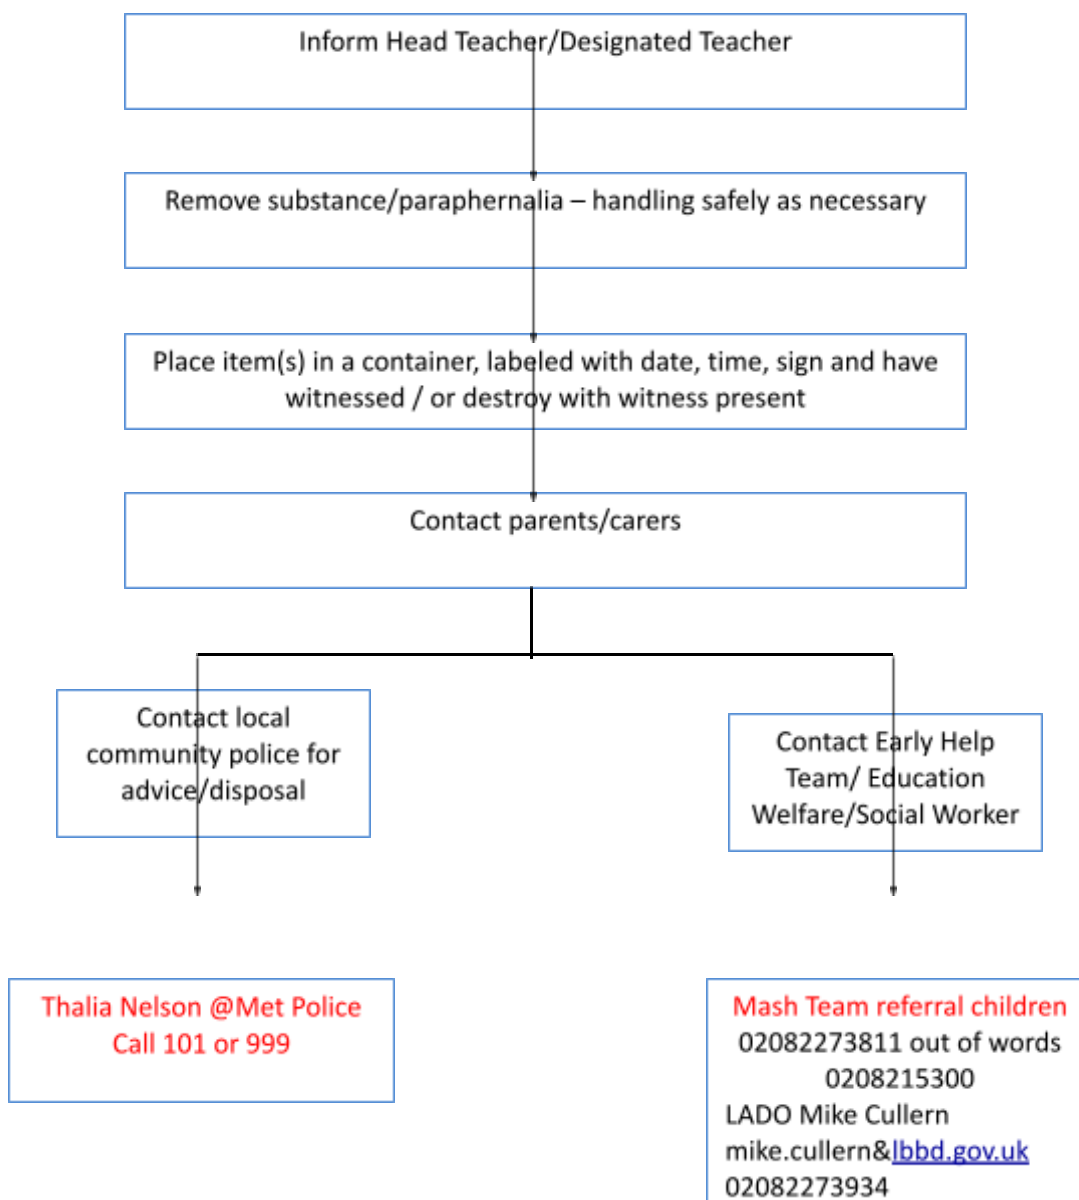 Inform Head Teacher/Designated Teacher
Remove substance/paraphernalia – handling safely as necessary
Place item(s) in a container, labeled with date, time, sign and have
witnessed / or destroy with witness present
Contact parents/carers
Contact local
community police for
advice/disposal
Contact Early Help
Team/ Education
Welfare/Social Worker
Thalia Nelson @Met Police
Call 101 or 999
Mash Team referral children
02082273811 out of words
0208215300
LADO Mike Cullern
mike.cullern&lbbd.gov.uk
02082273934